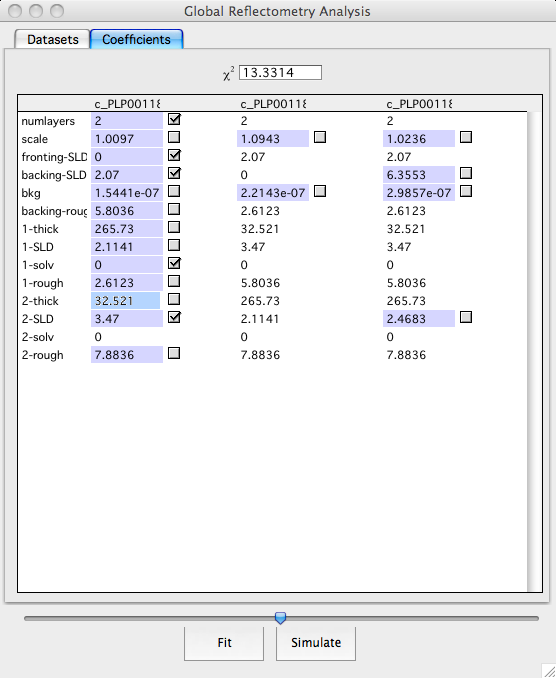 Global Reflectometry Analysis
Datasets Coefficients
χ² 13.3314
c_PLP00118 c_PLP00118 c_PLP00118
numlayers 2 2 2
scale 1.0097 1.0943 1.0236
fronting-SLD 0 2.07 2.07
backing-SLD 2.07 0 6.3553
bkg 1.5441e-07 2.2143e-07 2.9857e-07
backing-roug 5.8036 2.6123 2.6123
1-thick 265.73 32.521 32.521
1-SLD 2.1141 3.47 3.47
1-solv 0 0 0
1-rough 2.6123 5.8036 5.8036
2-thick 32.521 265.73 265.73
2-SLD 3.47 2.1141 2.4683
2-solv 0 0 0
2-rough 7.8836 7.8836 7.8836
Fit Simulate